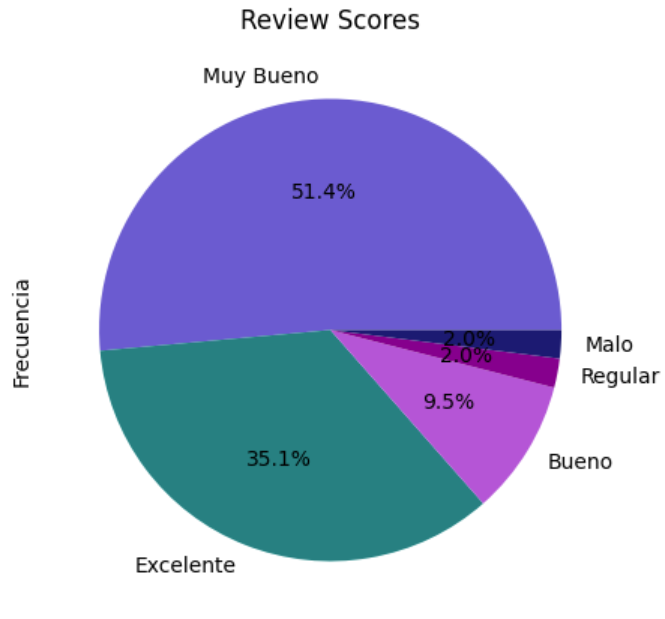 Review Scores
Muy Bueno
51.4%
Frecuencia
2.0%
Malo
2.0%
Regular
9.5%
Bueno
35.1%
Excelente